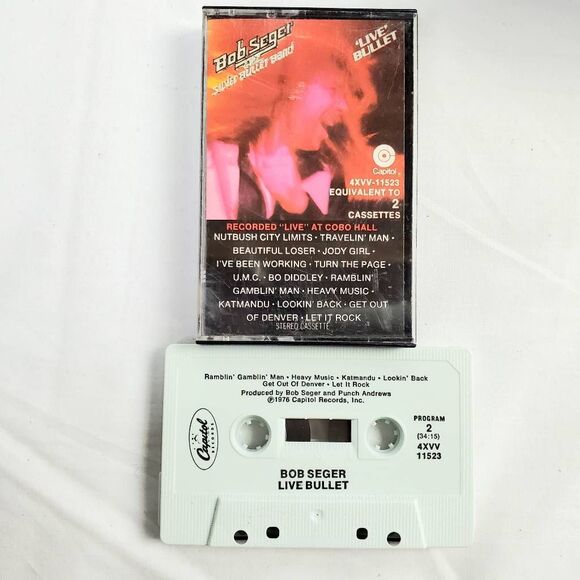 Bob Seger
& THE
Silver Bullet Band
'LIVE'
BULLET
Capitol®
4XVV-11523
EQUIVALENT TO
2
CASSETTES
RECORDED "LIVE" AT COBO HALL
NUTBUSH CITY LIMITS • TRAVELIN' MAN •
BEAUTIFUL LOSER • JODY GIRL •
I'VE BEEN WORKING • TURN THE PAGE •
U.M.C. • BO DIDDLEY • RAMBLIN'
GAMBLIN' MAN • HEAVY MUSIC •
KATMANDU • LOOKIN' BACK • GET OUT
OF DENVER • LET IT ROCK
STEREO CASSETTE
Ramblin' Gamblin' Man • Heavy Music • Katmandu • Lookin' Back
Get Out Of Denver • Let It Rock
Produced by Bob Seger and Punch Andrews
℗1976 Capitol Records, Inc.
Capitol
RECORDS
PROGRAM
2
(34:15)
4XVV
11523
BOB SEGER
LIVE BULLET